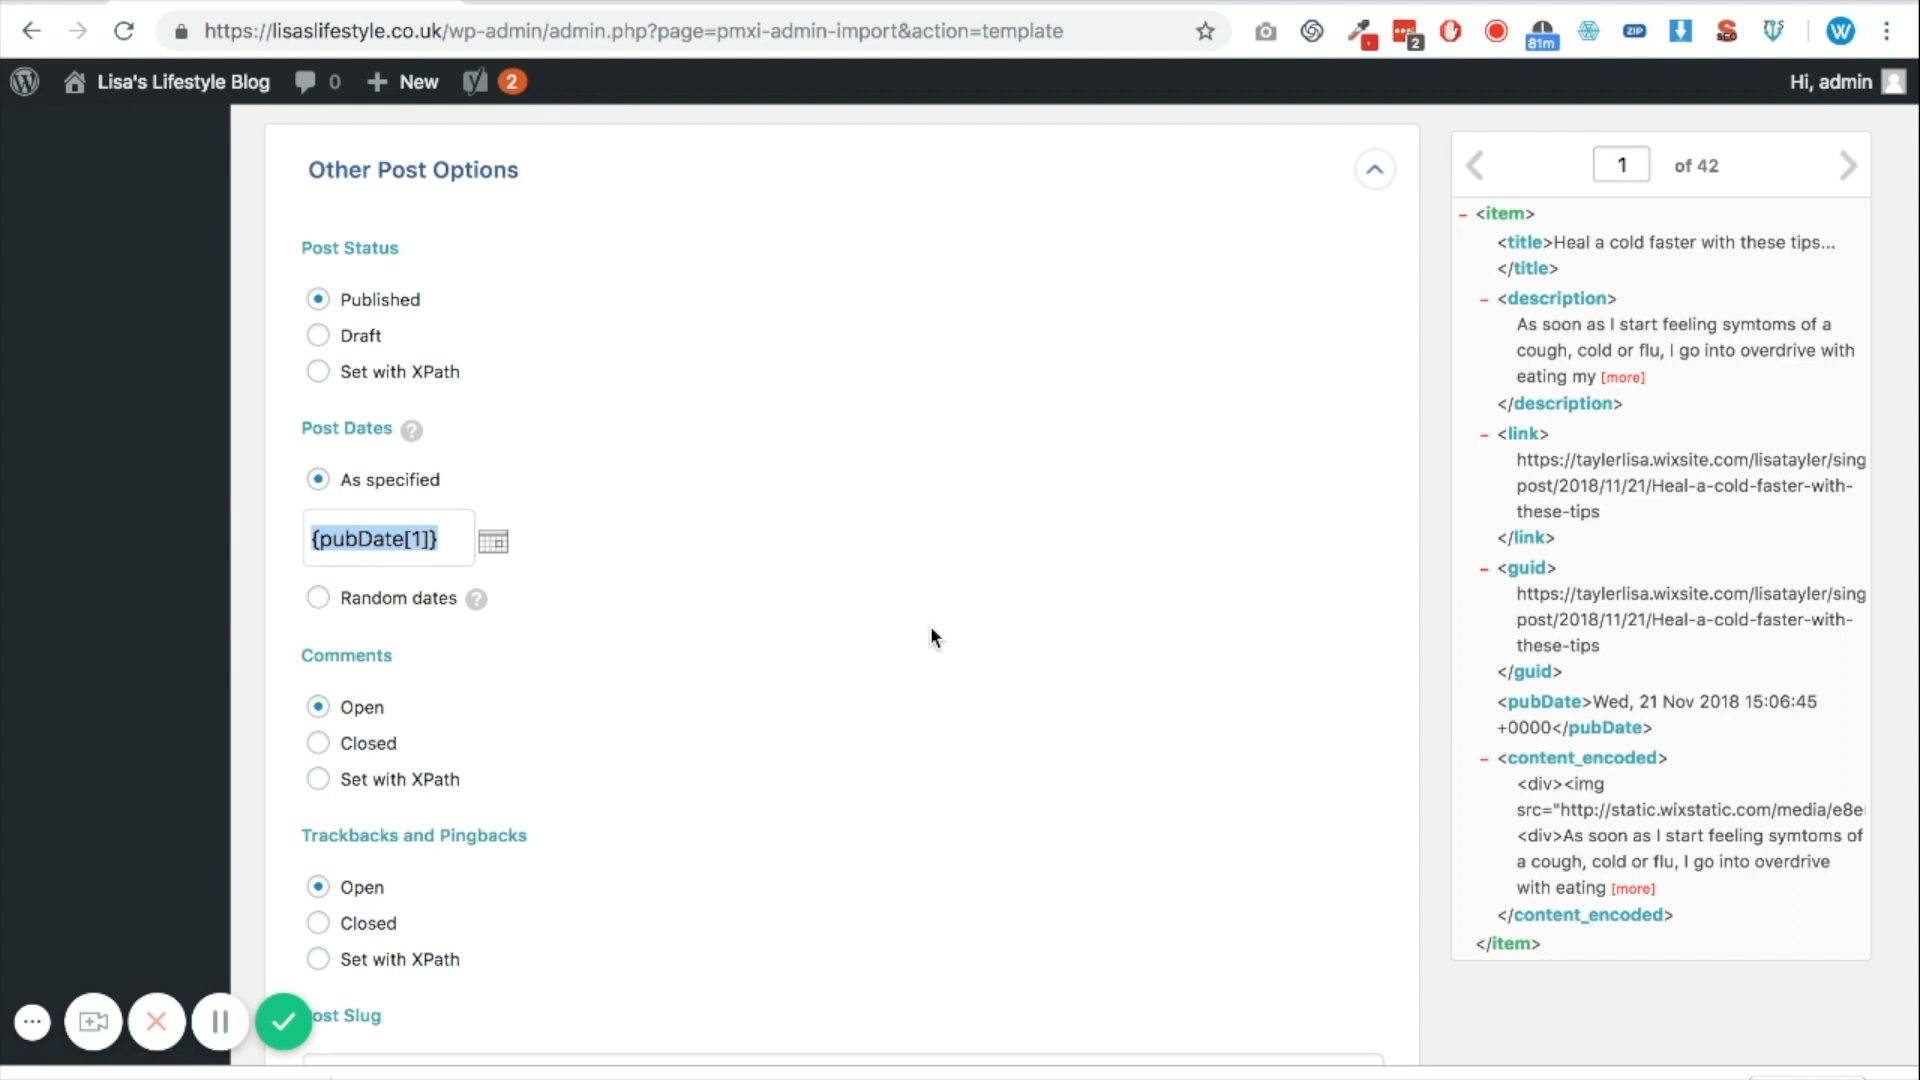 https://lisaslifestyle.co.uk/wp-admin/admin.php?page=pmxi-admin-import&action=template
2
81m
ZIP
SEO
W
Lisa's Lifestyle Blog
0
New
2
Hi, admin
Other Post Options
Post Status
Published
Draft
Set with XPath
Post Dates ?
As specified
{pubDate[1]}
Random dates ?
Comments
Open
Closed
Set with XPath
Trackbacks and Pingbacks
Open
Closed
Set with XPath
ost Slug
1 of 42
- <item>
<title>Heal a cold faster with these tips...
</title>
- <description>
As soon as I start feeling symtoms of a
cough, cold or flu, I go into overdrive with
eating my [more]
</description>
- <link>
https://taylerlisa.wixsite.com/lisatayler/sing
post/2018/11/21/Heal-a-cold-faster-with-
these-tips
</link>
- <guid>
https://taylerlisa.wixsite.com/lisatayler/sing
post/2018/11/21/Heal-a-cold-faster-with-
these-tips
</guid>
<pubDate>Wed, 21 Nov 2018 15:06:45
+0000</pubDate>
- <content_encoded>
<div><img
src="http://static.wixstatic.com/media/e8e
<div>As soon as I start feeling symtoms of
a cough, cold or flu, I go into overdrive
with eating [more]
</content_encoded>
</item>